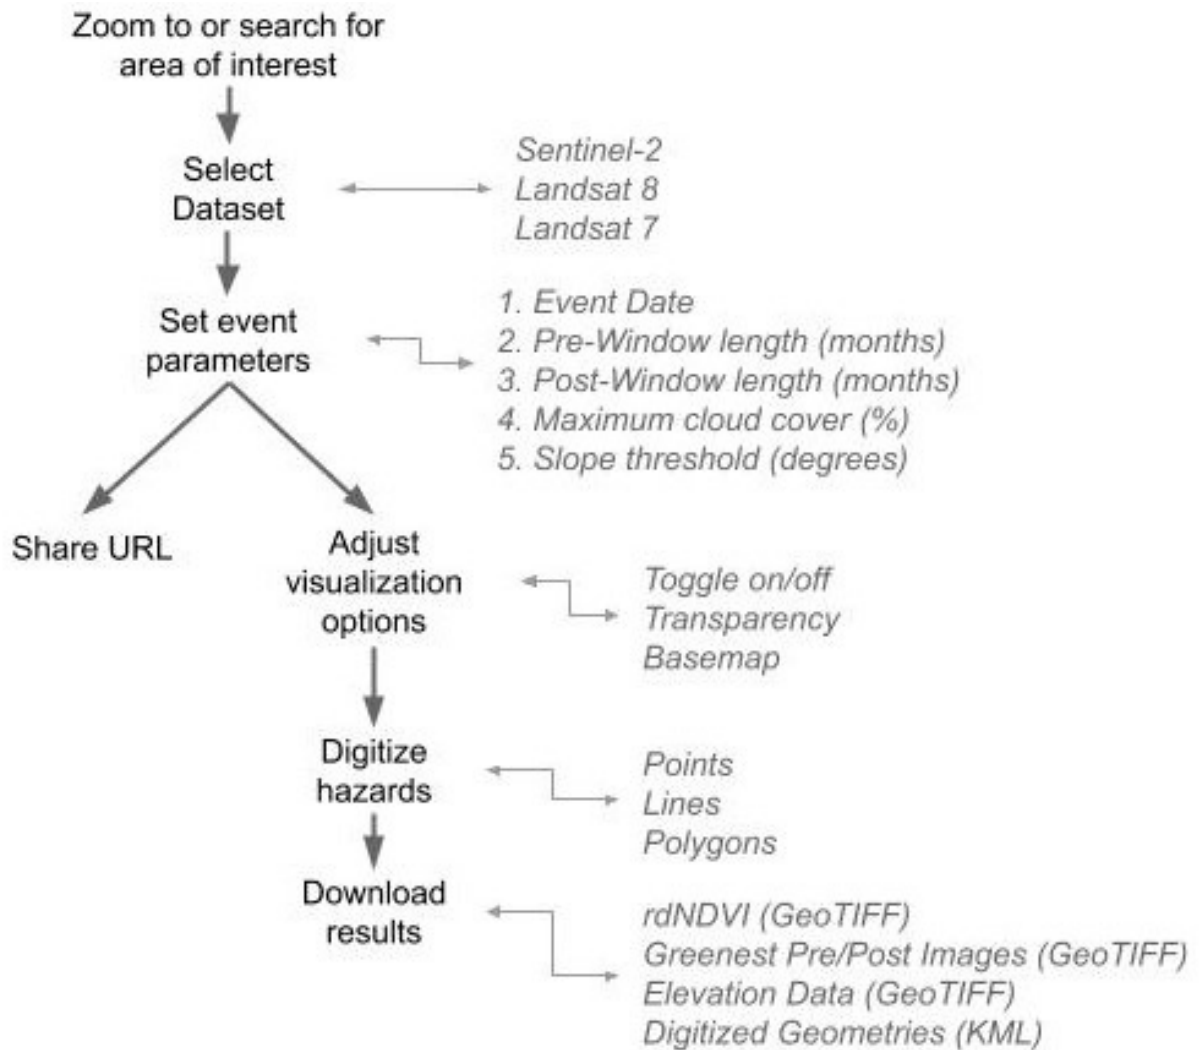 Zoom to or search for
area of interest
Select
Dataset
Sentinel-2
Landsat 8
Landsat 7
Set event
parameters
1. Event Date
2. Pre-Window length (months)
3. Post-Window length (months)
4. Maximum cloud cover (%)
5. Slope threshold (degrees)
Share URL
Adjust
visualization
options
Toggle on/off
Transparency
Basemap
Digitize
hazards
Points
Lines
Polygons
Download
results
rdNDVI (GeoTIFF)
Greenest Pre/Post Images (GeoTIFF)
Elevation Data (GeoTIFF)
Digitized Geometries (KML)